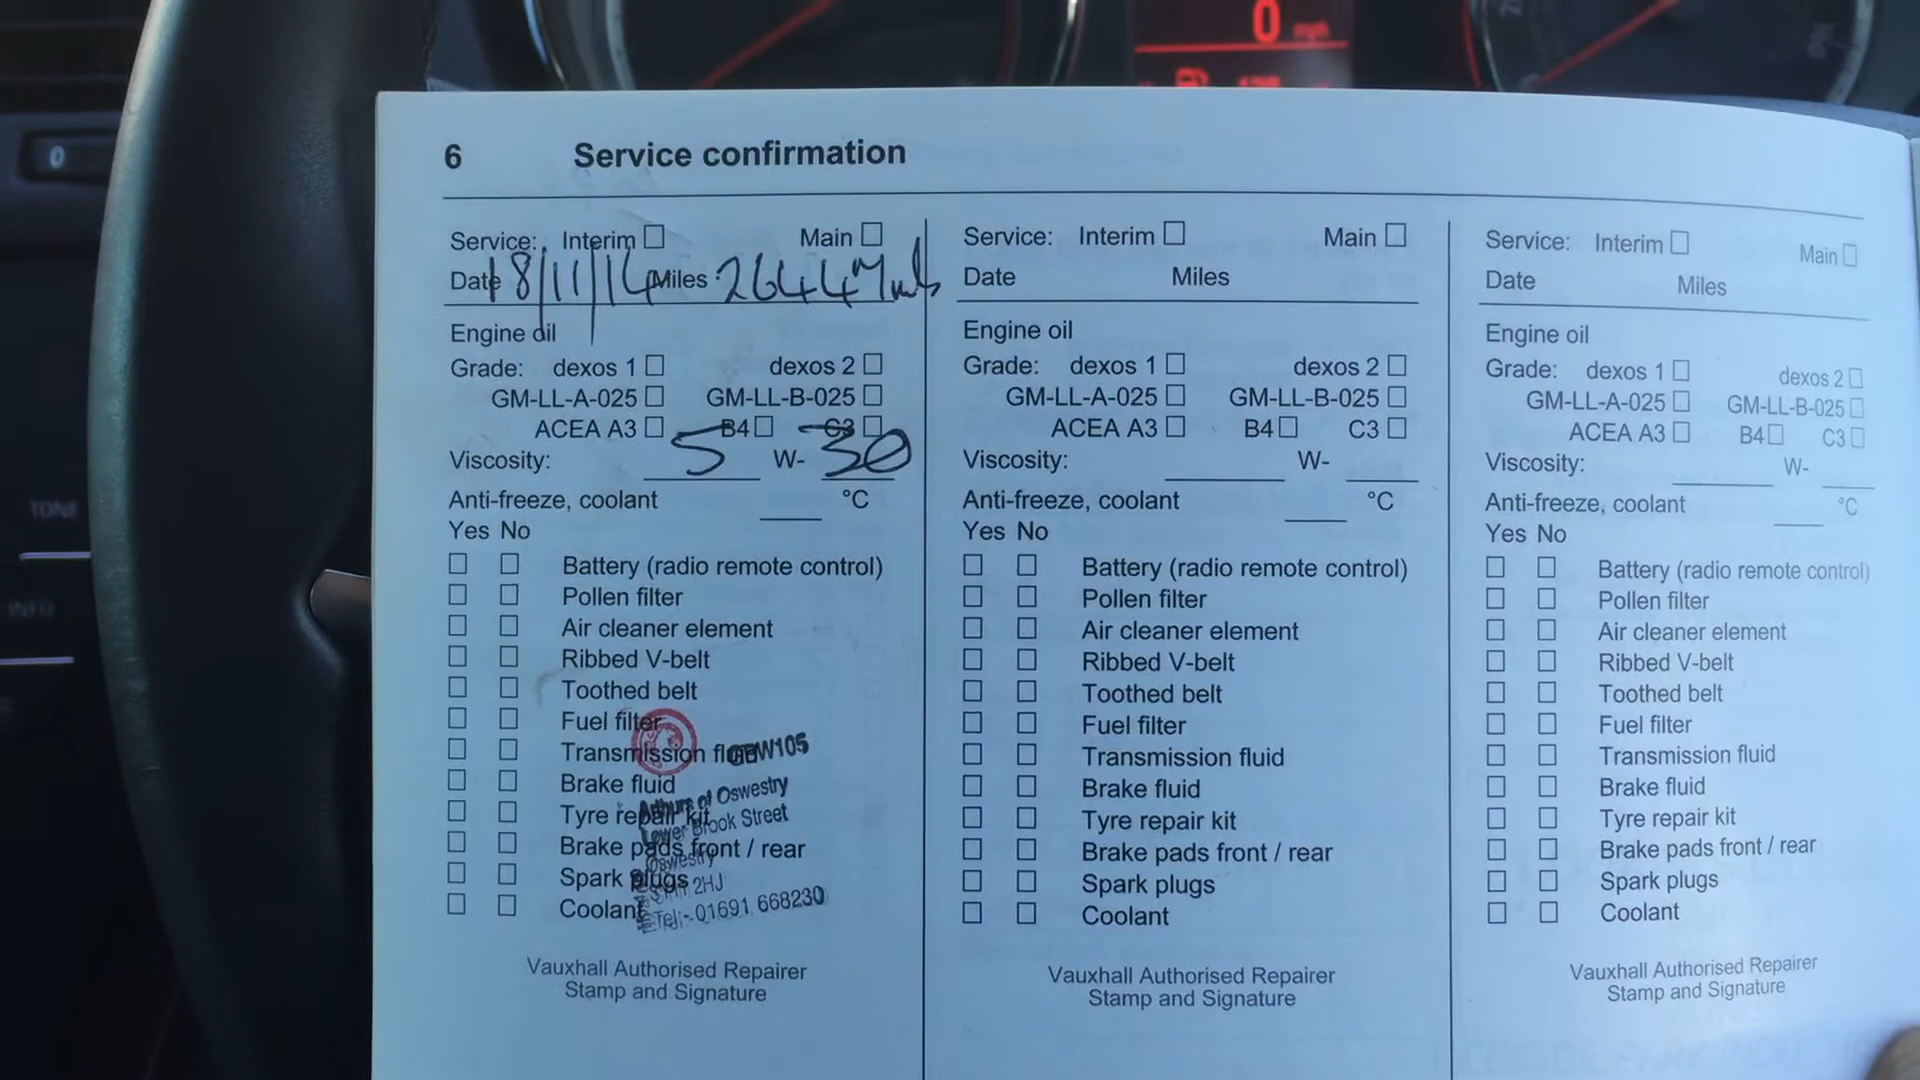 0 mph
0
TONE
INFO
6 Service confirmation
Service: Interim Main
Date 18/11/14 Miles 26447 mls
Engine oil
Grade: dexos 1 dexos 2
GM-LL-A-025 GM-LL-B-025
ACEA A3 B4 C3
Viscosity: 5 W- 30
Anti-freeze, coolant °C
Yes No
Battery (radio remote control)
Pollen filter
Air cleaner element
Ribbed V-belt
Toothed belt
Fuel filter
Transmission fluid
Brake fluid
Tyre repair kit
Brake pads front / rear
Spark plugs
Coolant
GBW105
Arthurs of Oswestry
Lower Brook Street
Oswestry
2HJ
Tel:- 01691 668230
Vauxhall Authorised Repairer
Stamp and Signature
Service: Interim Main
Date Miles
Engine oil
Grade: dexos 1 dexos 2
GM-LL-A-025 GM-LL-B-025
ACEA A3 B4 C3
Viscosity: W-
Anti-freeze, coolant °C
Yes No
Battery (radio remote control)
Pollen filter
Air cleaner element
Ribbed V-belt
Toothed belt
Fuel filter
Transmission fluid
Brake fluid
Tyre repair kit
Brake pads front / rear
Spark plugs
Coolant
Vauxhall Authorised Repairer
Stamp and Signature
Service: Interim Main
Date Miles
Engine oil
Grade: dexos 1 dexos 2
GM-LL-A-025 GM-LL-B-025
ACEA A3 B4 C3
Viscosity: W-
Anti-freeze, coolant °C
Yes No
Battery (radio remote control)
Pollen filter
Air cleaner element
Ribbed V-belt
Toothed belt
Fuel filter
Transmission fluid
Brake fluid
Tyre repair kit
Brake pads front / rear
Spark plugs
Coolant
Vauxhall Authorised Repairer
Stamp and Signature